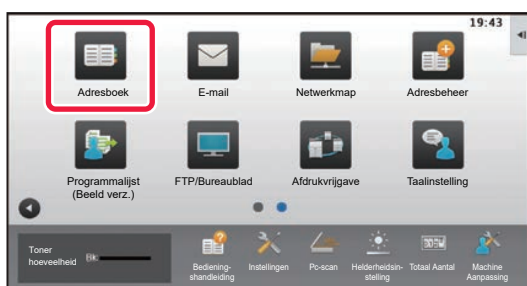 19:43
Adresboek
E-mail
Netwerkmap
Adresbeheer
Programmalijst
(Beeld verz.)
FTP/Bureaublad
Afdrukvrijgave
Taalinstelling
Toner
hoeveelheid
Bk:
Bediening-
shandleiding
Instellingen
Pc-scan
Helderheidsin-
stelling
Totaal Aantal
Machine
Aanpassing